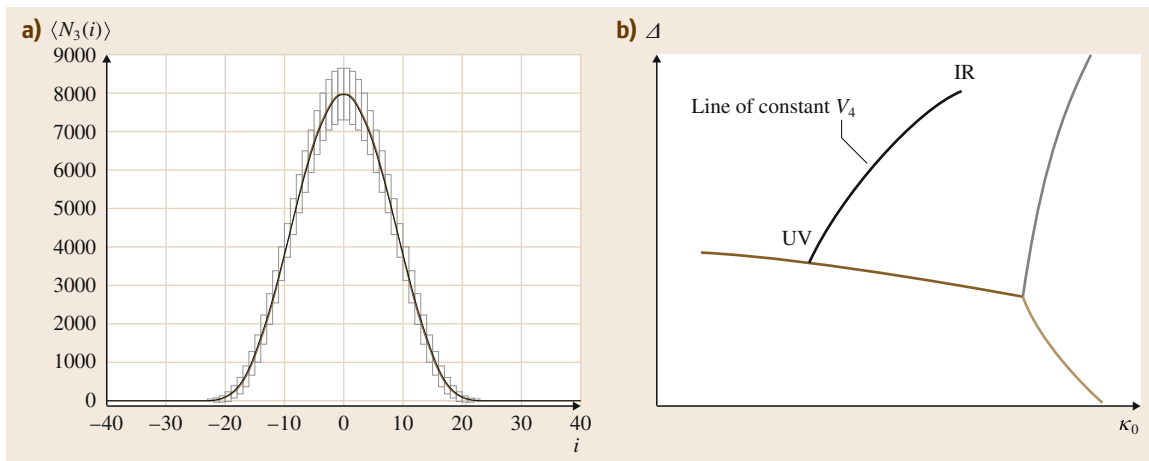 a) ⟨N₃(i)⟩
9000
8000
7000
6000
5000
4000
3000
2000
1000
0
−40 −30 −20 −10 0 10 20 30 40
i
b) Δ
IR
Line of constant V₄
UV
κ₀